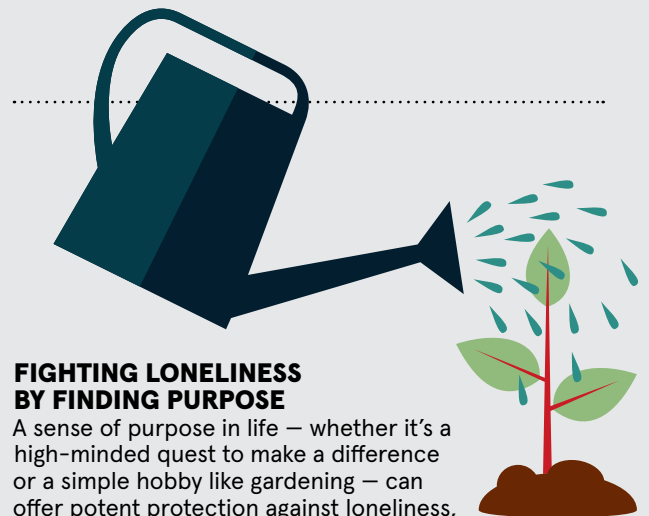 FIGHTING LONELINESS
BY FINDING PURPOSE
A sense of purpose in life — whether it’s a
high-minded quest to make a difference
or a simple hobby like gardening — can
offer potent protection against loneliness,